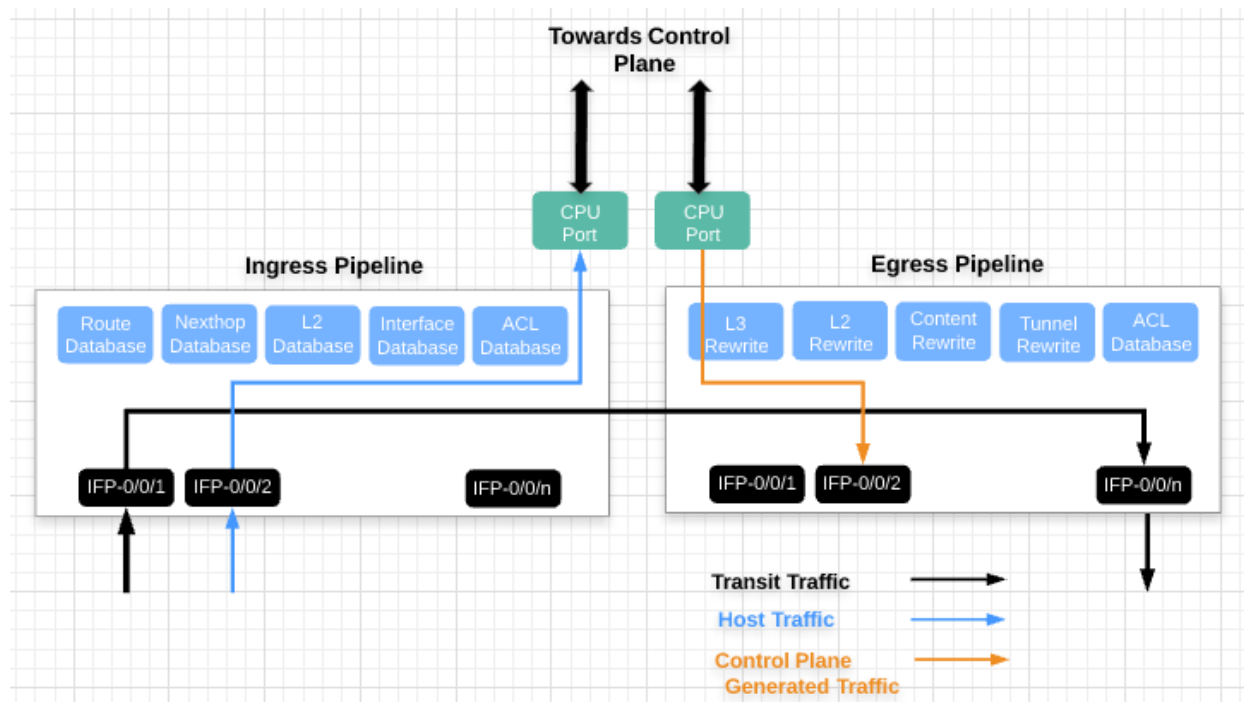 Towards Control
Plane
CPU
Port
CPU
Port
Ingress Pipeline
Egress Pipeline
Route
Database
Nexthop
Database
L2
Database
Interface
Database
ACL
Database
L3
Rewrite
L2
Rewrite
Content
Rewrite
Tunnel
Rewrite
ACL
Database
IFP-0/0/1
IFP-0/0/2
IFP-0/0/n
IFP-0/0/1
IFP-0/0/2
IFP-0/0/n
Transit Traffic
Host Traffic
Control Plane
Generated Traffic